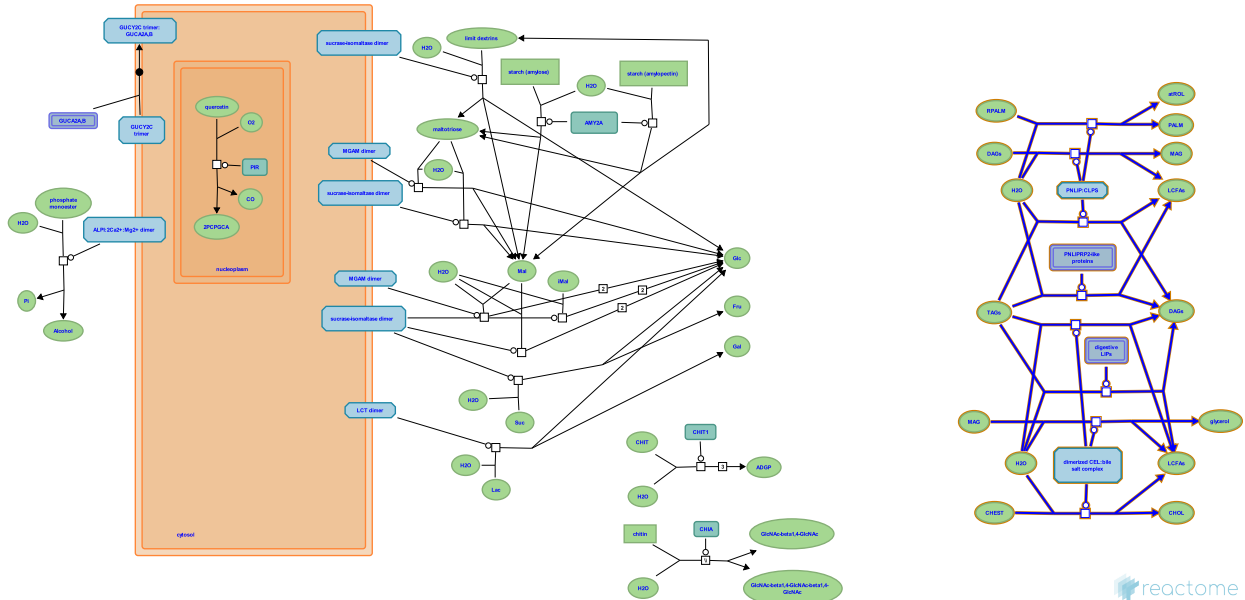 GUCY2C trimer:
GUCA2A,B
GUCA2A,B
GUCY2C
trimer
quercetin
O2
PIR
CO
2PCPGCA
nucleoplasm
cytosol
phosphate
monoester
H2O
ALPI:2Ca2+:Mg2+ dimer
Pi
Alcohol
sucrase-isomaltase dimer
H2O
limit dextrins
starch (amylose)
H2O
starch (amylopectin)
AMY2A
maltotriose
MGAM dimer
H2O
sucrase-isomaltase dimer
H2O
Mal
iMal
Glc
MGAM dimer
2
2
2
sucrase-isomaltase dimer
Fru
Gal
H2O
Suc
LCT dimer
H2O
Lac
CHIT
CHIT1
3
ADGP
H2O
chitin
CHIA
9
GlcNAc-beta1,4-GlcNAc
H2O
GlcNAc-beta1,4-GlcNAc-beta1,4-
GlcNAc
RPALM
atROL
PALM
DAGs
MAG
H2O
PNLIP:CLPS
LCFAs
PNLIPRP2-like
proteins
TAGs
DAGs
digestive
LIPs
MAG
glycerol
H2O
dimerized CEL:bile
salt complex
LCFAs
CHEST
CHOL
reactome